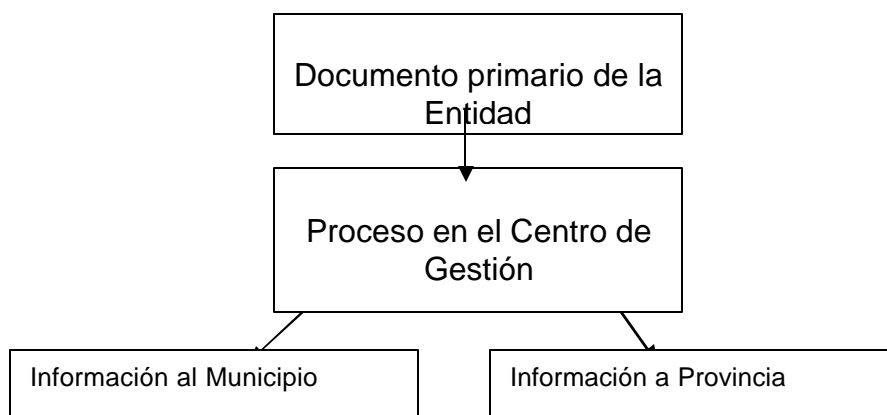 Documento primario de la
Entidad
Proceso en el Centro de
Gestión
Información al Municipio
Información a Provincia